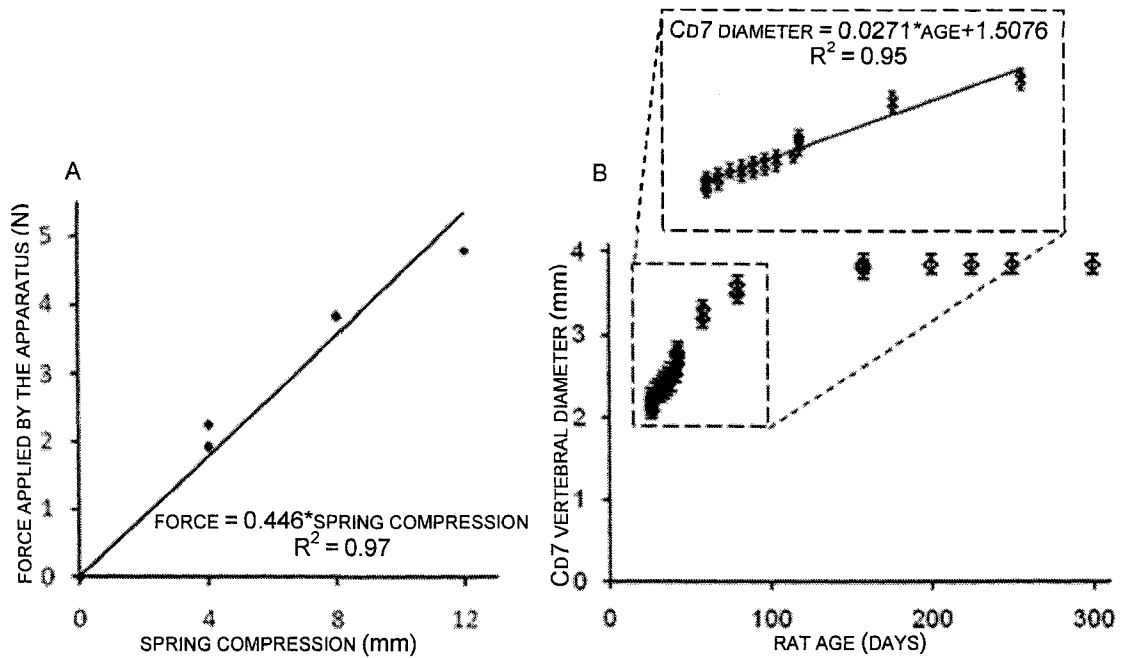 A
FORCE APPLIED BY THE APPARATUS (N)
5
4
3
2
1
0
FORCE = 0.446*SPRING COMPRESSION
R² = 0.97
0 4 8 12
SPRING COMPRESSION (mm)
B
CD7 DIAMETER = 0.0271*AGE+1.5076
R² = 0.95
CD7 VERTEBRAL DIAMETER (mm)
4
3
2
1
0
0 100 200 300
RAT AGE (DAYS)